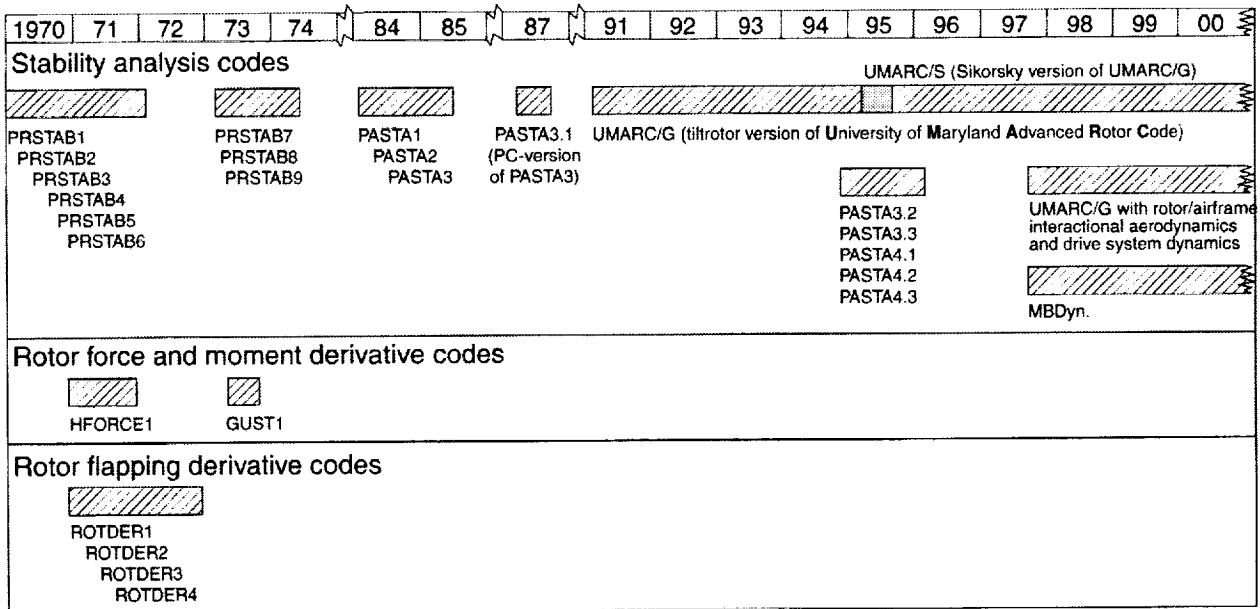 1970 71 72 73 74 84 85 87 91 92 93 94 95 96 97 98 99 00
Stability analysis codes
UMARC/S (Sikorsky version of UMARC/G)
PRSTAB1
PRSTAB2
PRSTAB3
PRSTAB4
PRSTAB5
PRSTAB6
PRSTAB7
PRSTAB8
PRSTAB9
PASTA1
PASTA2
PASTA3
PASTA3.1
(PC-version
of PASTA3)
UMARC/G (tiltrotor version of University of Maryland Advanced Rotor Code)
PASTA3.2
PASTA3.3
PASTA4.1
PASTA4.2
PASTA4.3
UMARC/G with rotor/airframe
interactional aerodynamics
and drive system dynamics
MBDyn.
Rotor force and moment derivative codes
HFORCE1
GUST1
Rotor flapping derivative codes
ROTDER1
ROTDER2
ROTDER3
ROTDER4